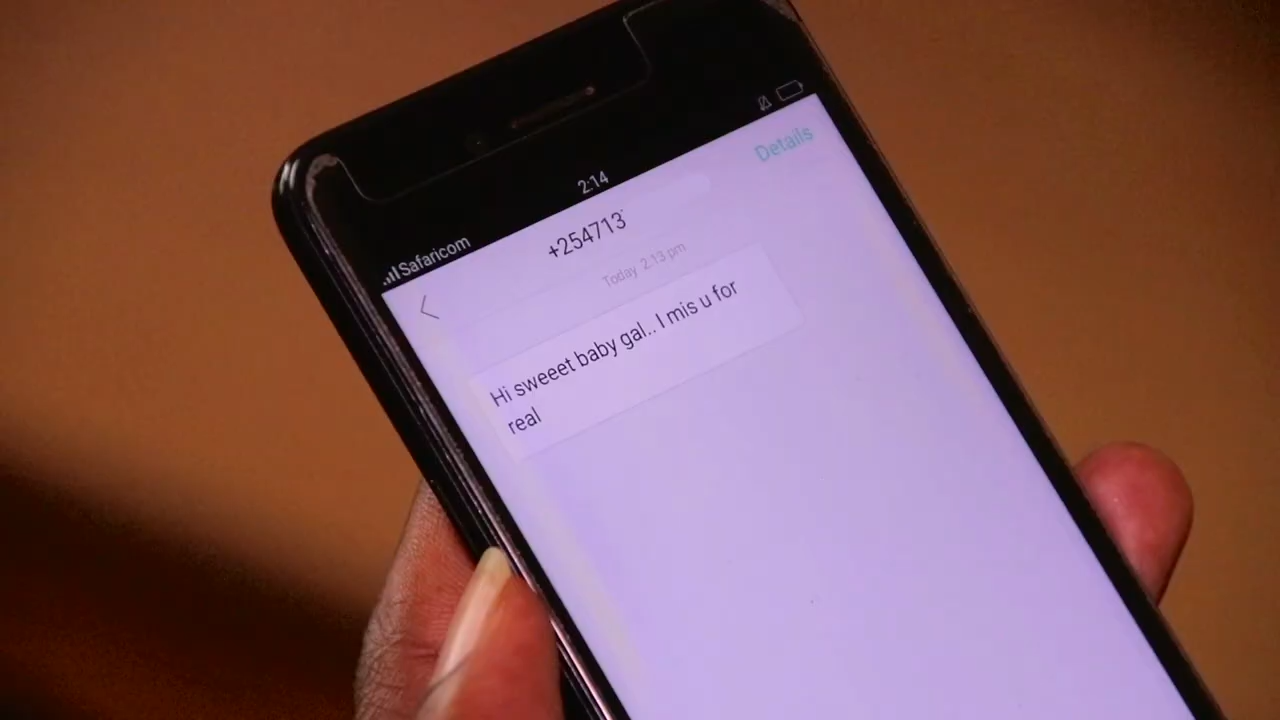 Safaricom
2:14
Details
+254713
Today 2:13 pm
Hi sweeet baby gal.. I mis u for
real